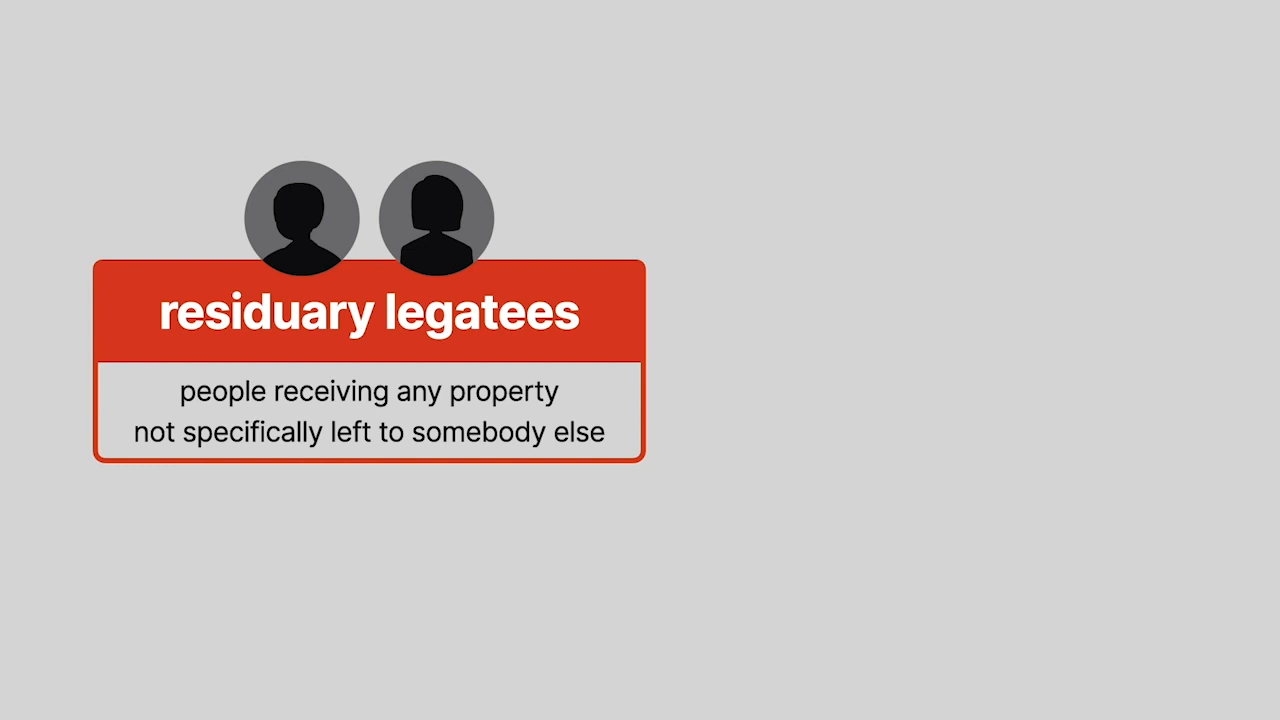 residuary legatees
people receiving any property
not specifically left to somebody else